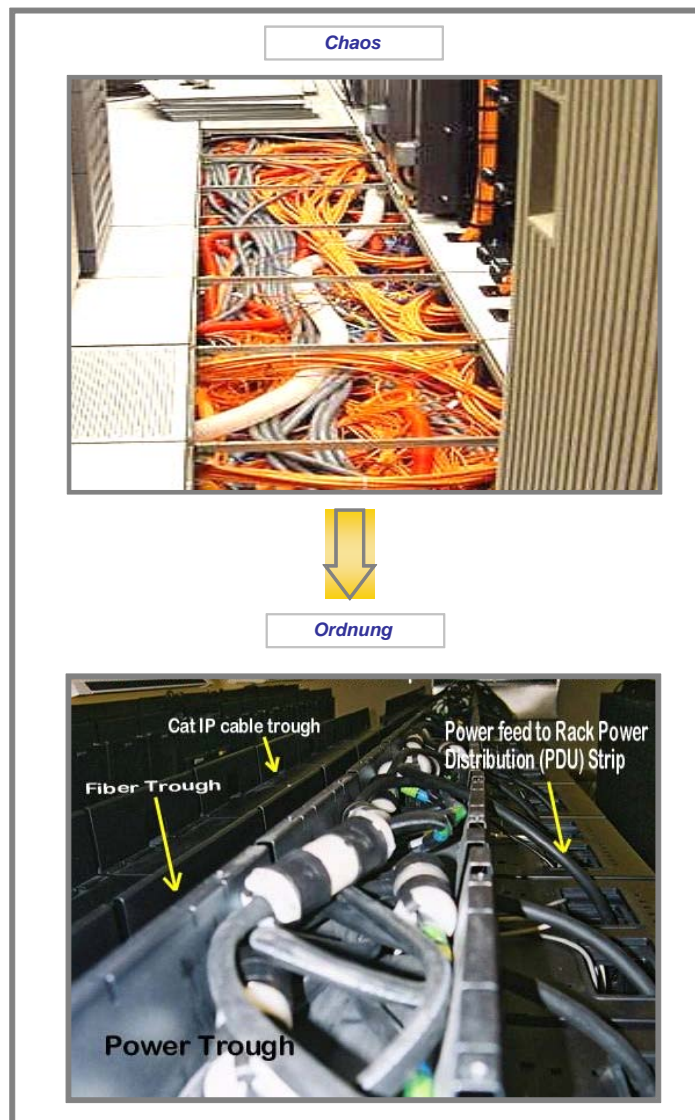 Chaos
Ordnung
Cat IP cable trough
Power feed to Rack Power
Distribution (PDU) Strip
Fiber Trough
Power Trough